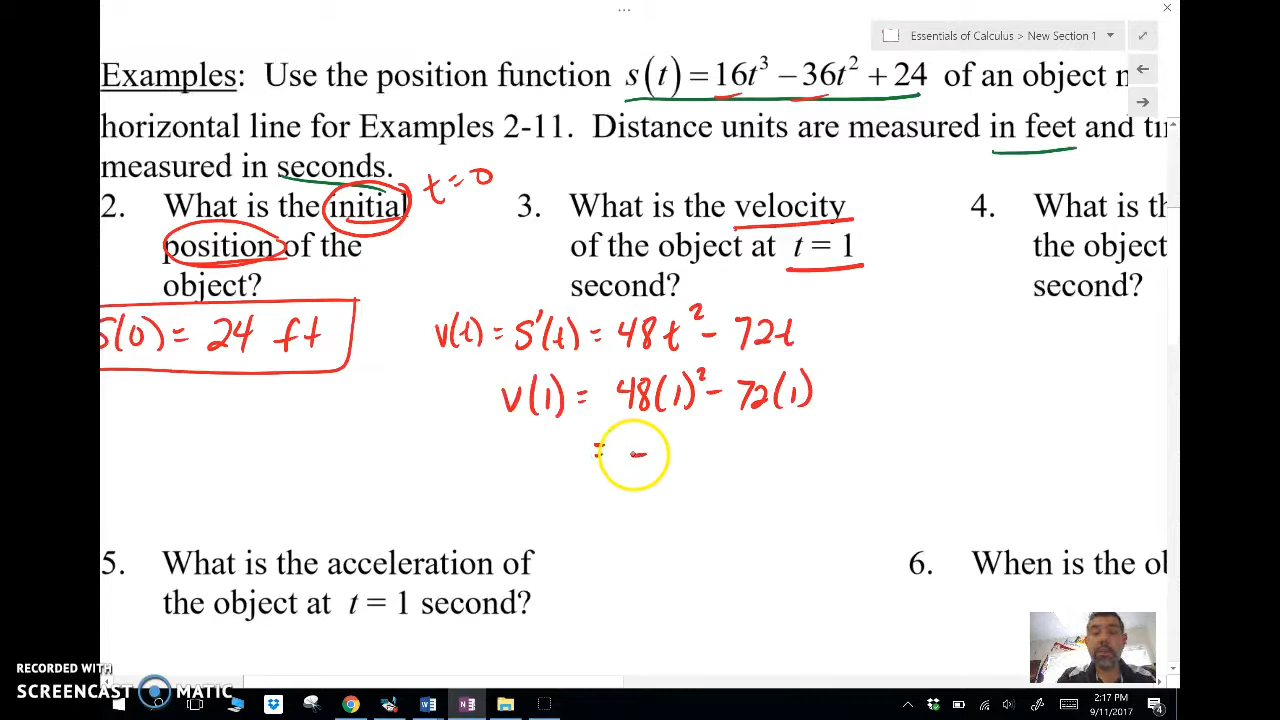 Essentials of Calculus > New Section 1
Examples: Use the position function s(t) = 16t³ − 36t² + 24 of an object
horizontal line for Examples 2-11. Distance units are measured in feet and
measured in seconds.
t = 0
2. What is the initial position of the object?
S(0) = 24 ft
3. What is the velocity of the object at t = 1 second?
v(t) = S'(t) = 48t² − 72t
v(1) = 48(1)² − 72(1)
= −
4. What is
the object
second?
5. What is the acceleration of
the object at t = 1 second?
6. When is the
RECORDED WITH
SCREENCAST MATIC
2:17 PM
9/11/2017
4